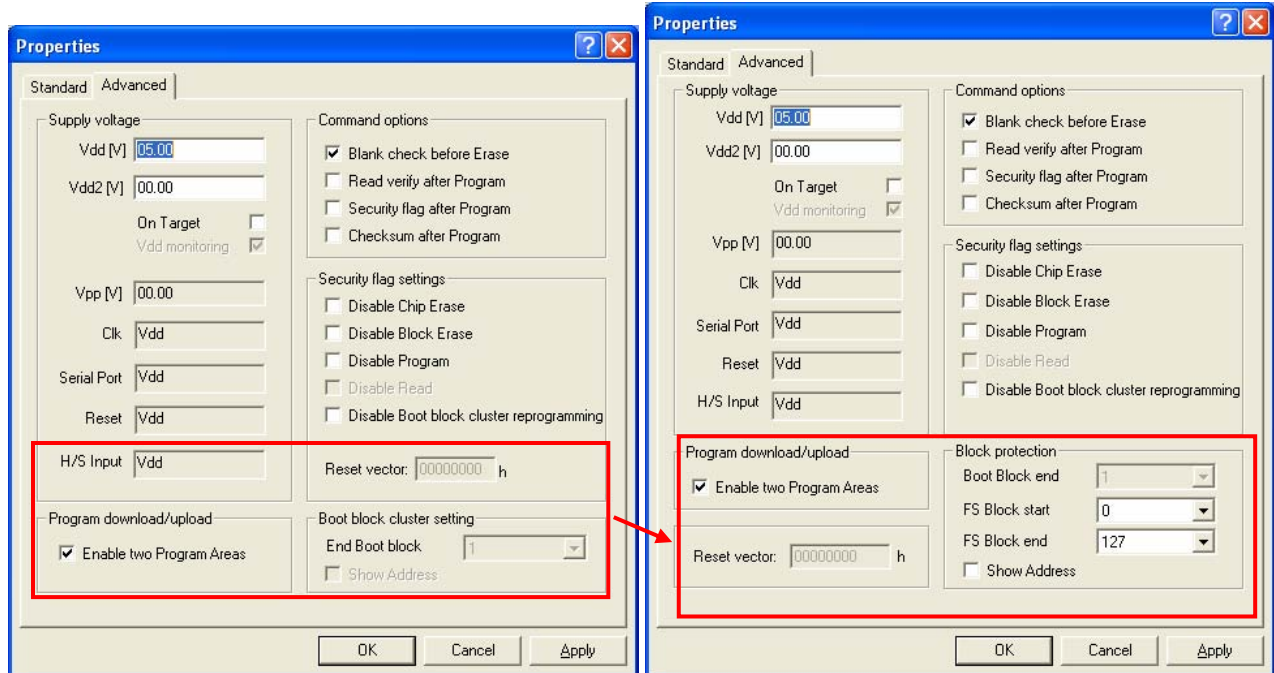 Properties
Standard Advanced
Supply voltage
Vdd [V] 05.00
Vdd2 [V] 00.00
On Target
Vdd monitoring
Vpp [V] 00.00
Clk Vdd
Serial Port Vdd
Reset Vdd
H/S Input Vdd
Command options
Blank check before Erase
Read verify after Program
Security flag after Program
Checksum after Program
Security flag settings
Disable Chip Erase
Disable Block Erase
Disable Program
Disable Read
Disable Boot block cluster reprogramming
Reset vector: 00000000 h
Program download/upload
Enable two Program Areas
Boot block cluster setting
End Boot block 1
Show Address
OK Cancel Apply
Properties
Standard Advanced
Supply voltage
Vdd [V] 05.00
Vdd2 [V] 00.00
On Target
Vdd monitoring
Vpp [V] 00.00
Clk Vdd
Serial Port Vdd
Reset Vdd
H/S Input Vdd
Command options
Blank check before Erase
Read verify after Program
Security flag after Program
Checksum after Program
Security flag settings
Disable Chip Erase
Disable Block Erase
Disable Program
Disable Read
Disable Boot block cluster reprogramming
Program download/upload
Enable two Program Areas
Reset vector: 00000000 h
Block protection
Boot Block end 1
FS Block start 0
FS Block end 127
Show Address
OK Cancel Apply